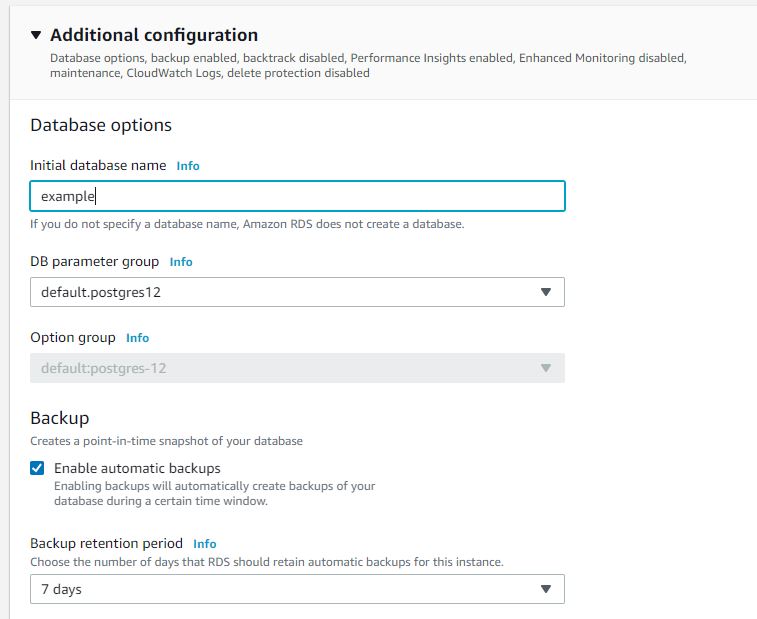 Additional configuration
Database options, backup enabled, backtrack disabled, Performance Insights enabled, Enhanced Monitoring disabled,
maintenance, CloudWatch Logs, delete protection disabled
Database options
Initial database name Info
example
If you do not specify a database name, Amazon RDS does not create a database.
DB parameter group Info
default.postgres12
Option group Info
default:postgres-12
Backup
Creates a point-in-time snapshot of your database
Enable automatic backups
Enabling backups will automatically create backups of your
database during a certain time window.
Backup retention period Info
Choose the number of days that RDS should retain automatic backups for this instance.
7 days